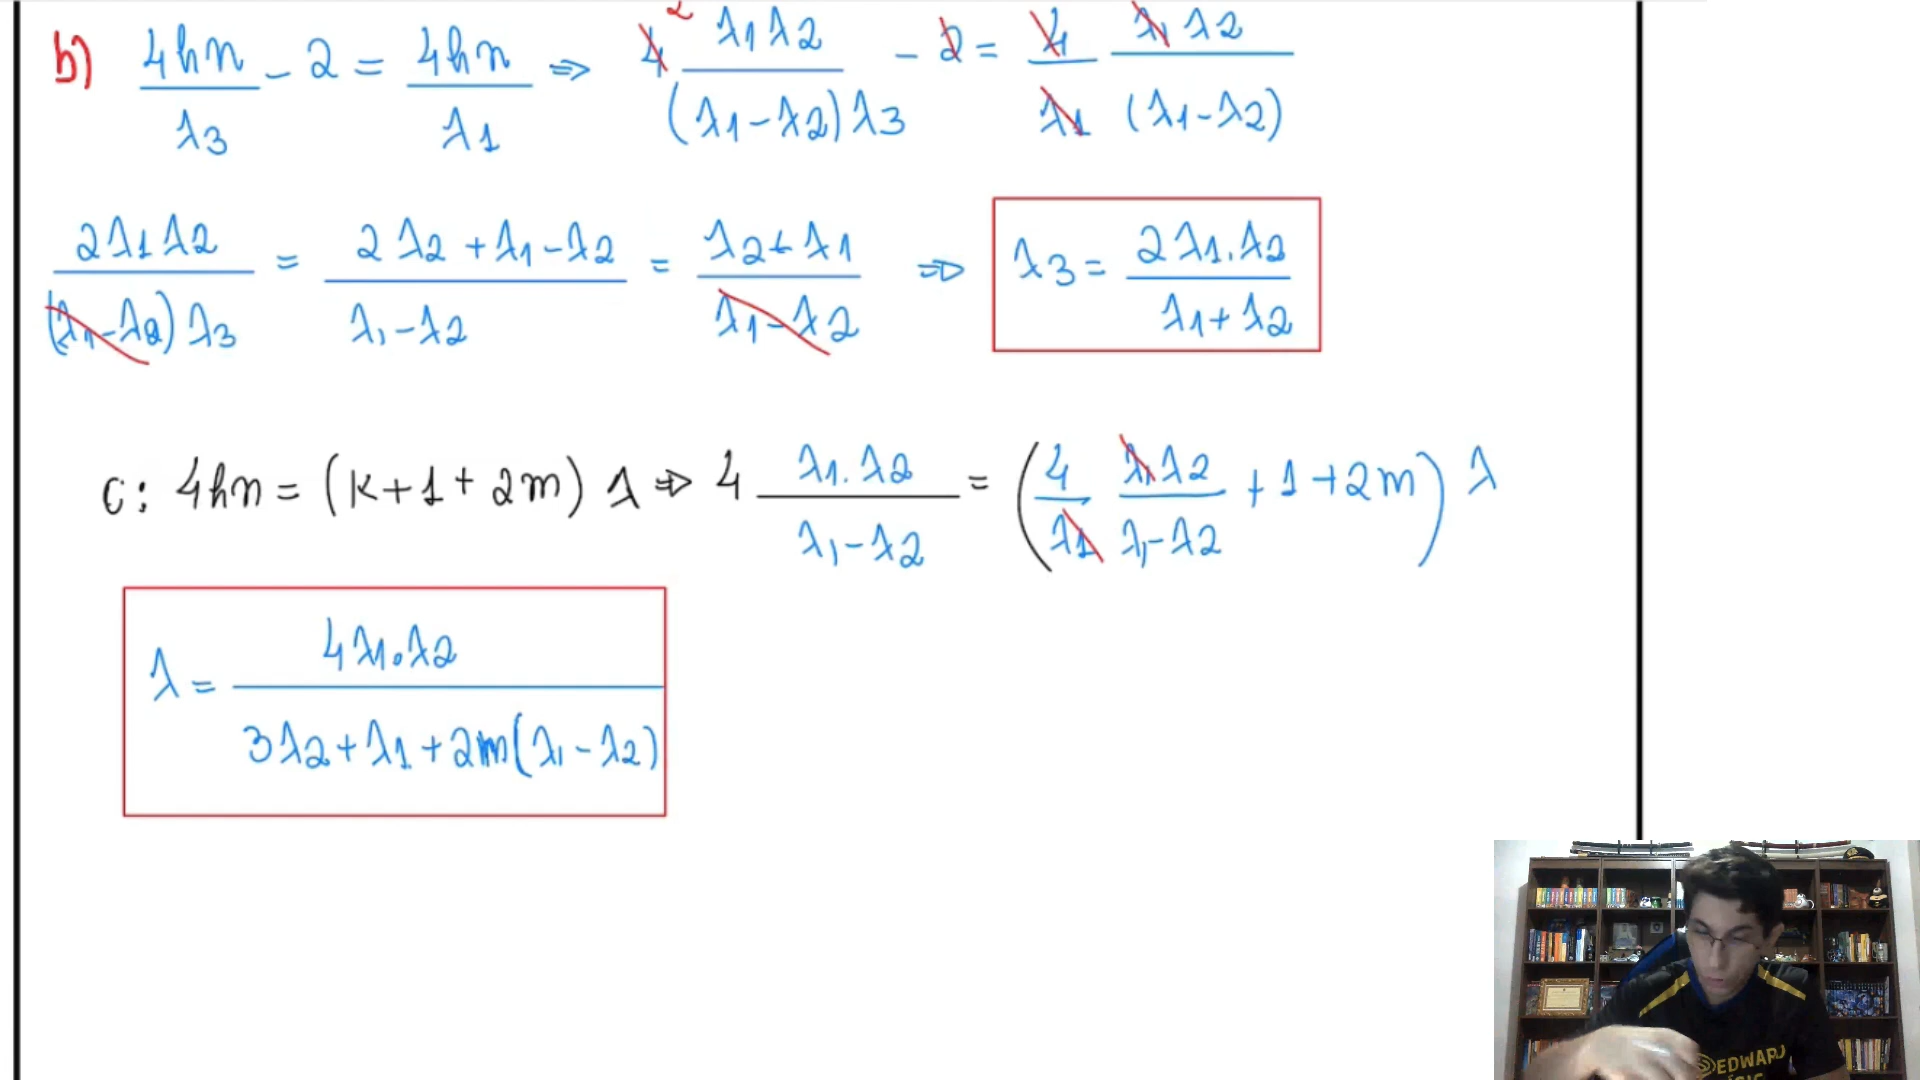 b) 4hn/λ3 - 2 = 4hn/λ1 ⇒ 4 2 λ1λ2/((λ1-λ2)λ3) - 2 = 4/λ1 λ1λ2/(λ1-λ2)
2λ1λ2/((λ1-λ2)λ3) = (2λ2+λ1-λ2)/(λ1-λ2) = (λ2+λ1)/(λ1-λ2) ⇒ λ3 = 2λ1.λ2/(λ1+λ2)
c: 4hn = (K+1+2m) λ ⇒ 4 λ1.λ2/(λ1-λ2) = (4/λ1 λ1λ2/(λ1-λ2) + 1+2m) λ
λ = 4λ1.λ2/(3λ2+λ1+2m(λ1-λ2))
EDWARD